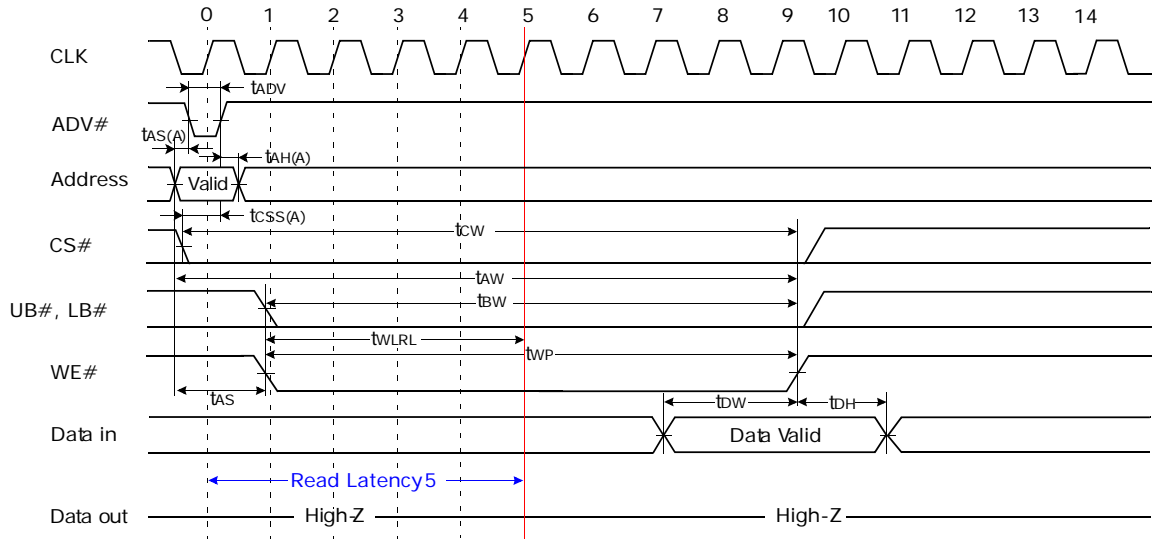 0 1 2 3 4 5 6 7 8 9 10 11 12 13 14
CLK
tADV
ADV#
tAS(A)
tAH(A)
Address
Valid
tCSS(A)
CS#
tCW
tAW
UB#, LB#
tBW
tWLRL
tWP
WE#
tAS
tDW
tDH
Data in
Data Valid
Read Latency 5
Data out
High-Z
High-Z